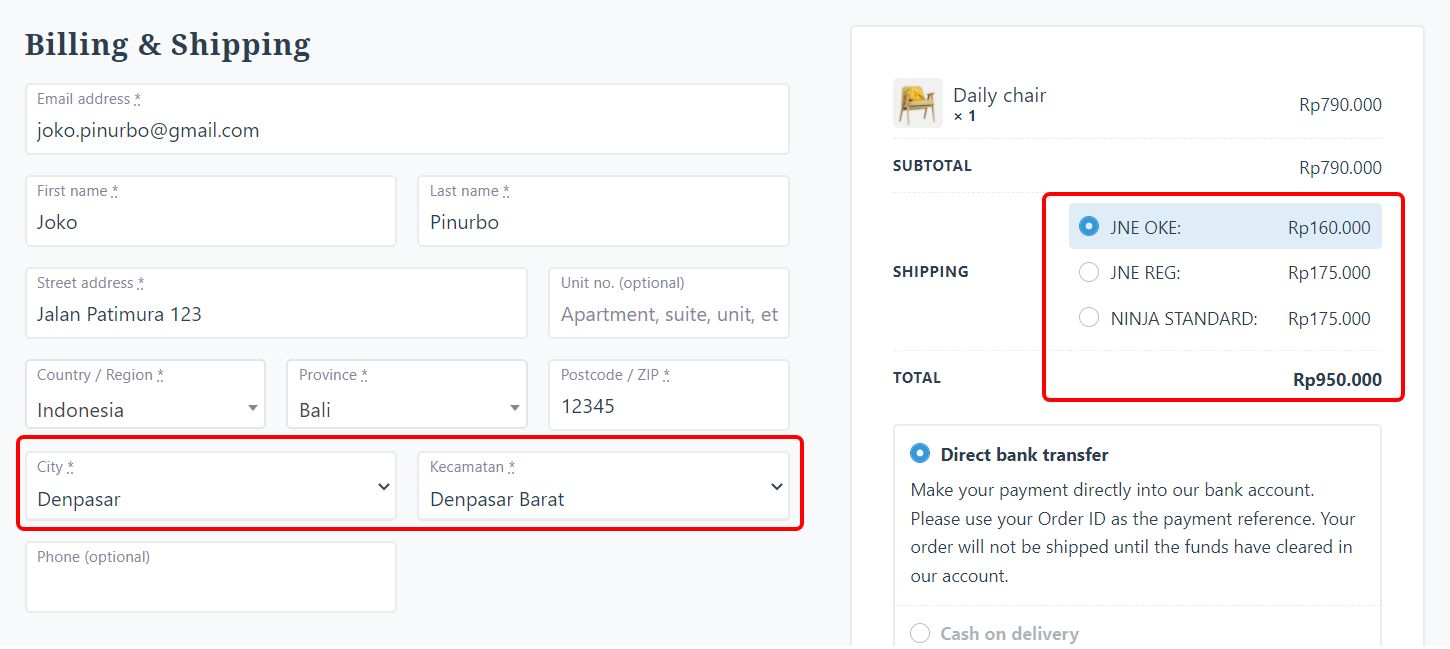 Billing & Shipping
Email address *
joko.pinurbo@gmail.com
First name *
Joko
Last name *
Pinurbo
Street address *
Jalan Patimura 123
Unit no. (optional)
Apartment, suite, unit, et
Country / Region *
Indonesia
Province *
Bali
Postcode / ZIP *
12345
City *
Denpasar
Kecamatan *
Denpasar Barat
Phone (optional)
Daily chair
× 1
Rp790.000
SUBTOTAL
Rp790.000
SHIPPING
JNE OKE: Rp160.000
JNE REG: Rp175.000
NINJA STANDARD: Rp175.000
TOTAL
Rp950.000
Direct bank transfer
Make your payment directly into our bank account.
Please use your Order ID as the payment reference. Your
order will not be shipped until the funds have cleared in
our account.
Cash on delivery